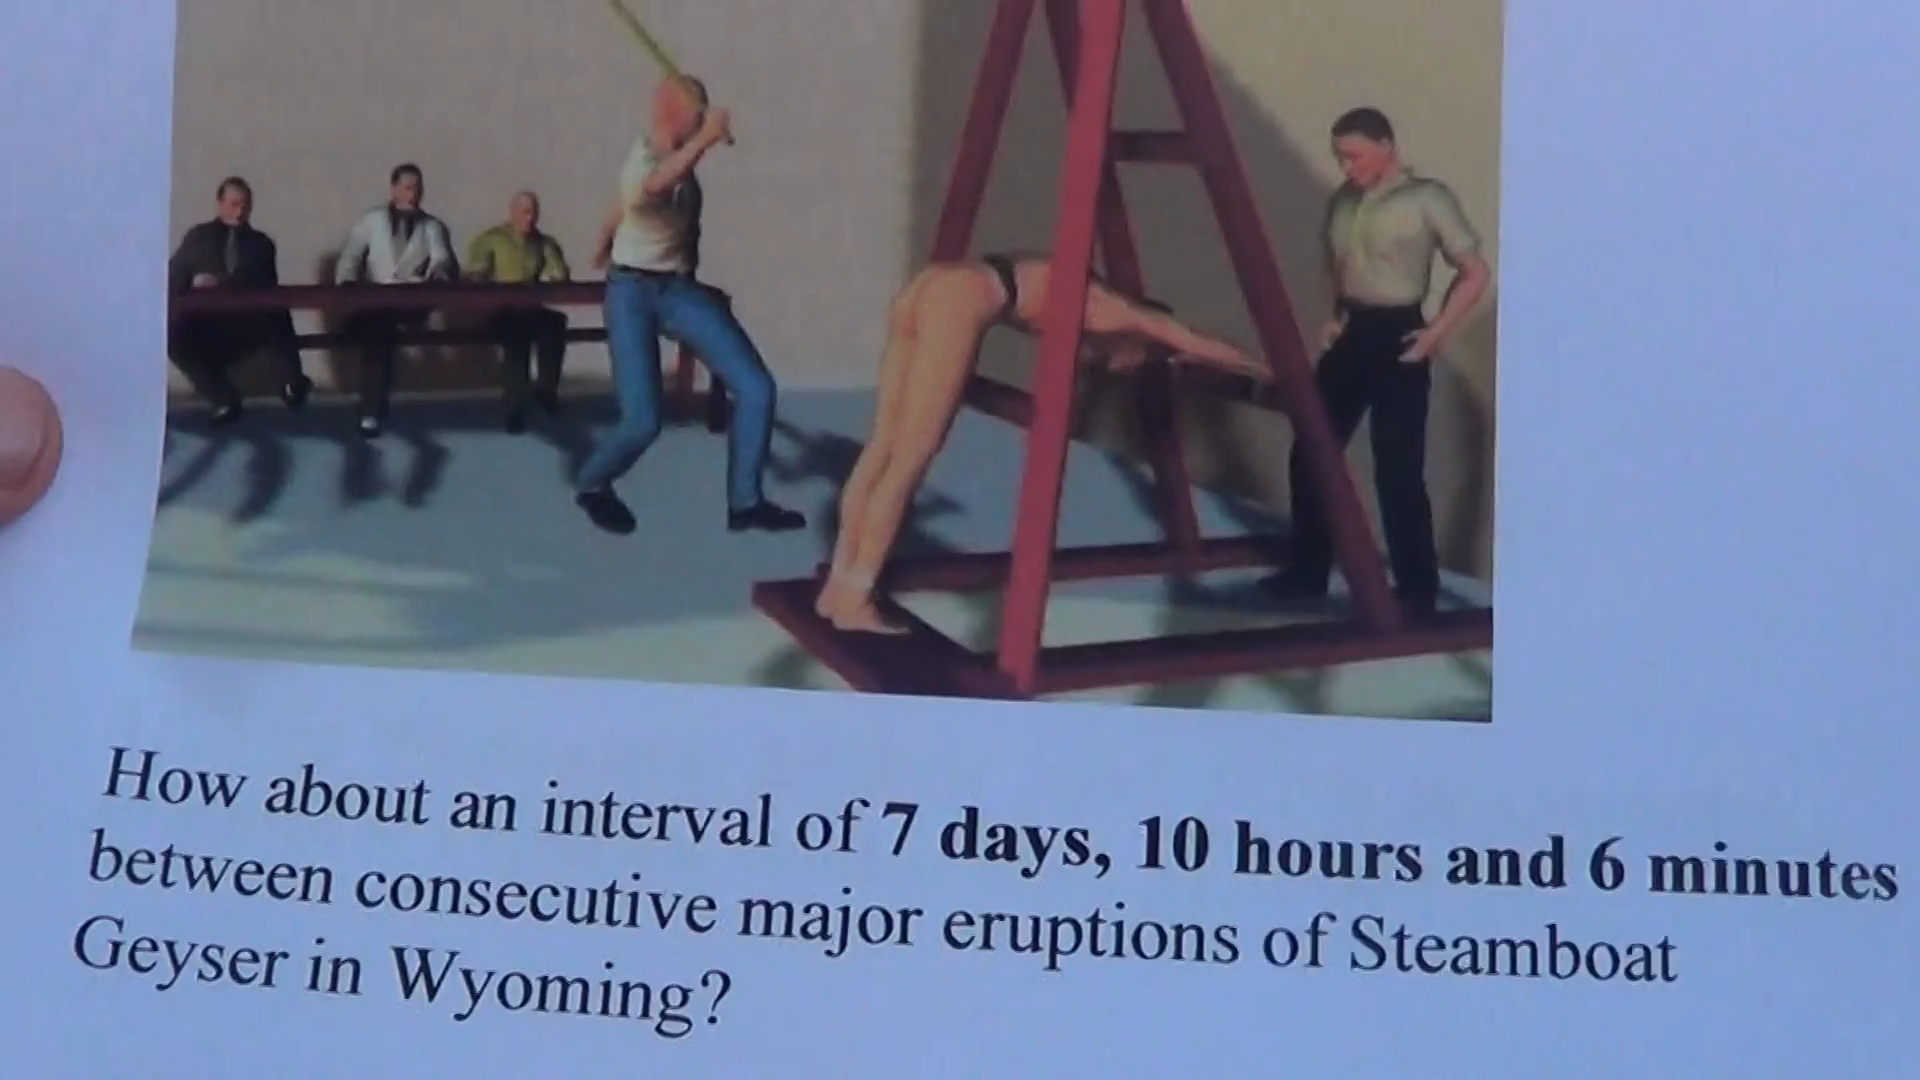 How about an interval of 7 days, 10 hours and 6 minutes
between consecutive major eruptions of Steamboat
Geyser in Wyoming?